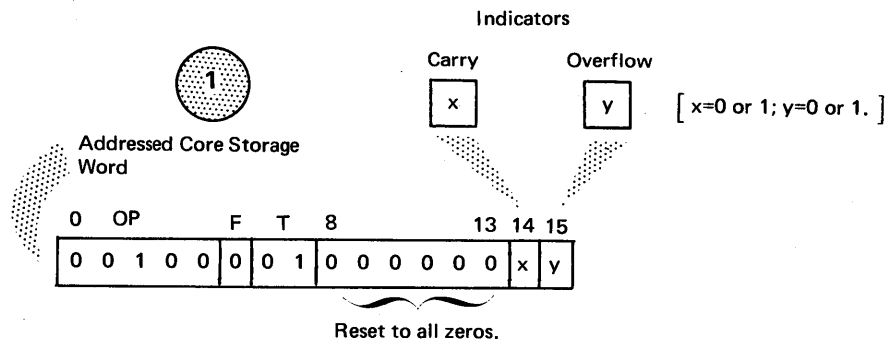 Indicators
Carry Overflow
1
x y [ x=0 or 1; y=0 or 1. ]
Addressed Core Storage
Word
0 OP F T 8 13 14 15
0 0 1 0 0 0 0 1 0 0 0 0 0 0 x y
Reset to all zeros.